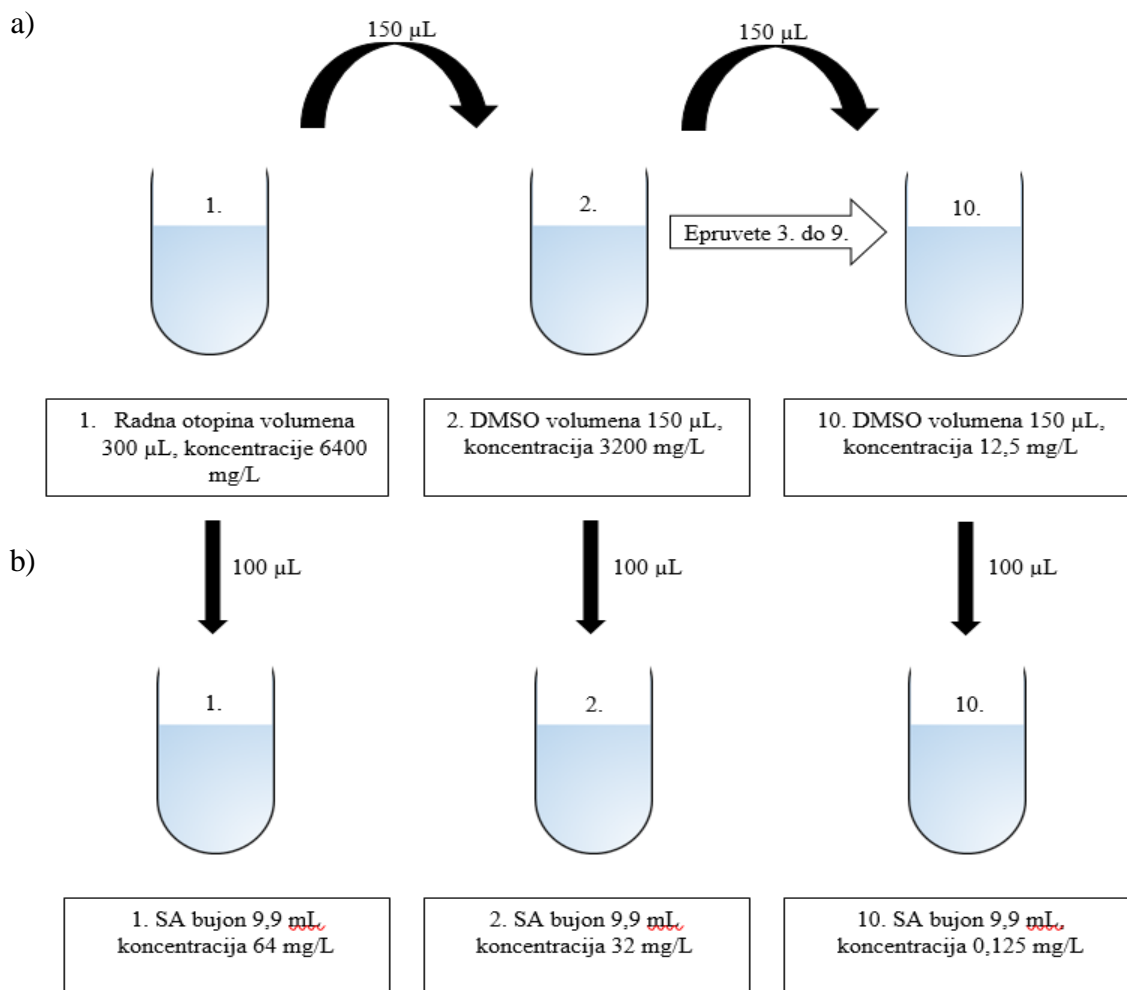 a)
150 µL
150 µL
1.
2.
10.
Epruvete 3. do 9.
1. Radna otopina volumena
300 µL, koncentracije 6400
mg/L
2. DMSO volumena 150 µL,
koncentracija 3200 mg/L
10. DMSO volumena 150 µL,
koncentracija 12,5 mg/L
b)
100 µL
100 µL
100 µL
1.
2.
10.
1. SA bujon 9,9 mL
koncentracija 64 mg/L
2. SA bujon 9,9 mL
koncentracija 32 mg/L
10. SA bujon 9,9 mL,
koncentracija 0,125 mg/L